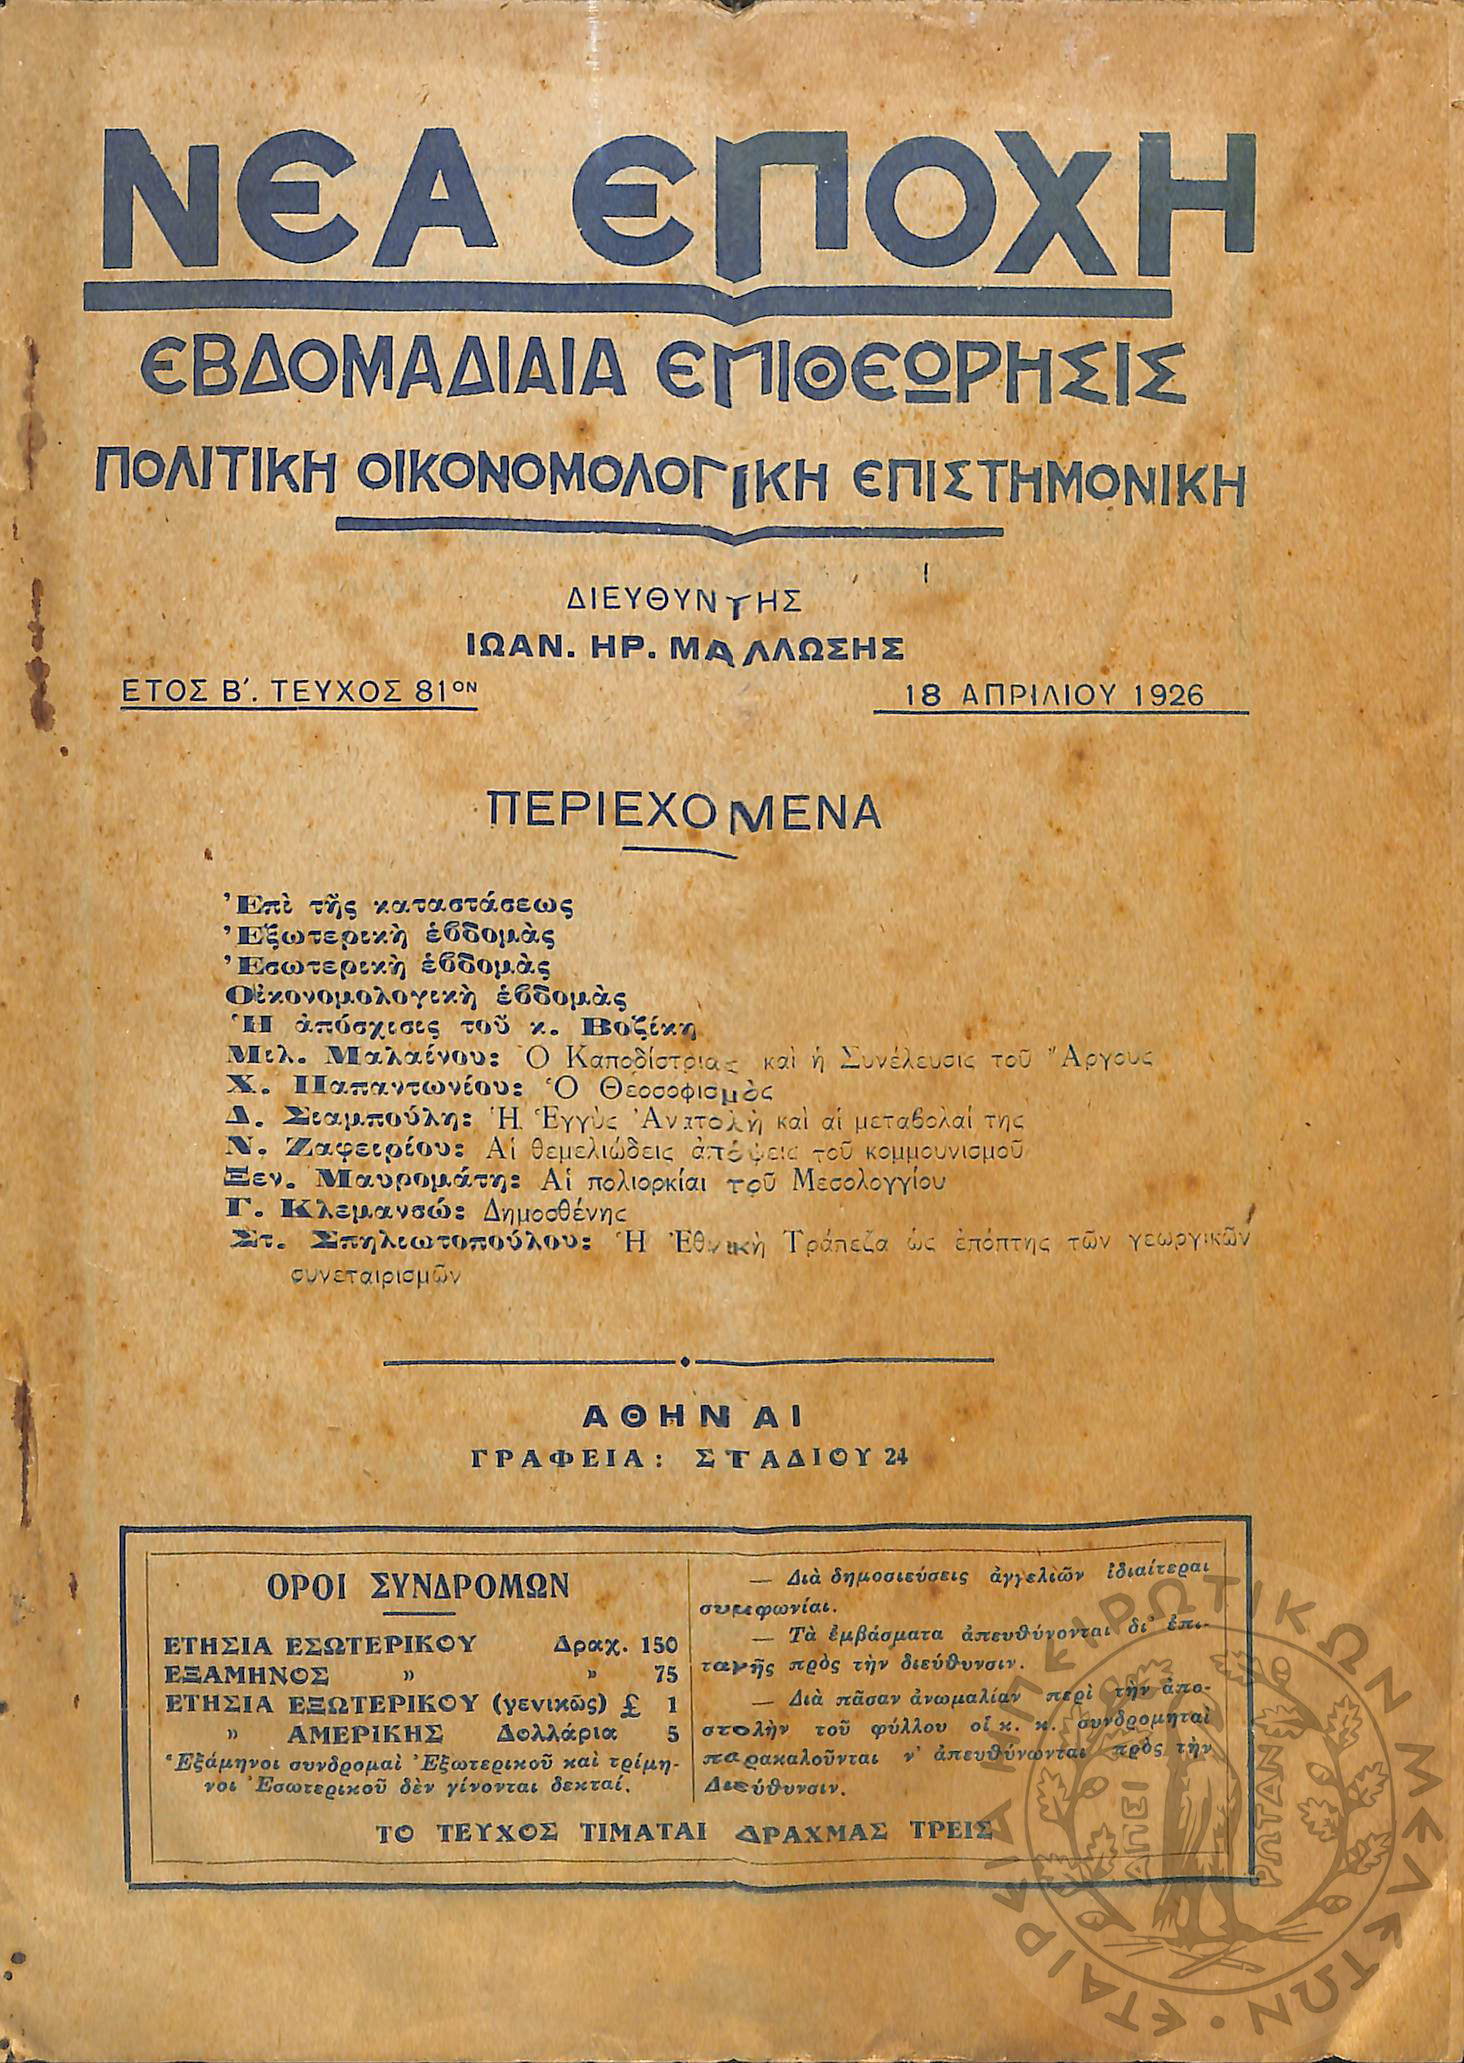 ΝΕΑ ΕΠΟΧΗ
ΕΒΔΟΜΑΔΙΑΙΑ ΕΠΙΘΕΩΡΗΣΙΣ
ΠΟΛΙΤΙΚΗ ΟΙΚΟΝΟΜΟΛΟΓΙΚΗ ΕΠΙΣΤΗΜΟΝΙΚΗ
ΔΙΕΥΘΥΝΤΗΣ
ΙΩΑΝ. ΗΡ. ΜΑΛΛΩΣΗΣ
ΕΤΟΣ Β΄. ΤΕΥΧΟΣ 81ΟΝ
18 ΑΠΡΙΛΙΟΥ 1926
ΠΕΡΙΕΧΟΜΕΝΑ
Ἐπὶ τῆς καταστάσεως
Ἐξωτερικὴ ἑβδομὰς
Ἐσωτερικὴ ἑβδομὰς
Οἰκονομολογικὴ ἑβδομὰς
Ἡ ἀπόσχισις τοῦ κ. Βοζίκη
Μιλ. Μαλαίνου: Ὁ Καποδίστριας καὶ ἡ Συνέλευσις τοῦ Ἄργους
Χ. Παπαντωνίου: Ὁ Θεοσοφισμὸς
Δ. Σιαμπούλη: Ἡ Ἐγγὺς Ἀνατολὴ καὶ αἱ μεταβολαί της
Ν. Ζαφειρίου: Αἱ θεμελιώδεις ἀπόψεις τοῦ κομμουνισμοῦ
Ξεν. Μαυρομάτη: Αἱ πολιορκίαι τοῦ Μεσολογγίου
Γ. Κλεμανσώ: Δημοσθένης
Στ. Σπηλιωτοπούλου: Ἡ Ἐθνικὴ Τράπεζα ὡς ἐπόπτης τῶν γεωργικῶν
συνεταιρισμῶν
ΑΘΗΝΑΙ
ΓΡΑΦΕΙΑ: ΣΤΑΔΙΟΥ 24
ΟΡΟΙ ΣΥΝΔΡΟΜΩΝ
ΕΤΗΣΙΑ ΕΣΩΤΕΡΙΚΟΥ Δραχ. 150
ΕΞΑΜΗΝΟΣ » » 75
ΕΤΗΣΙΑ ΕΞΩΤΕΡΙΚΟΥ (γενικῶς) £ 1
» ΑΜΕΡΙΚΗΣ Δολλάρια 5
Ἑξάμηνοι συνδρομαὶ Ἐξωτερικοῦ καὶ τρίμη-
νοι Ἐσωτερικοῦ δὲν γίνονται δεκταί.
— Διὰ δημοσιεύσεις ἀγγελιῶν ἰδιαίτεραι
συμφωνίαι.
— Τὰ ἐμβάσματα ἀπευθύνονται δι' ἐπι-
ταγῆς πρὸς τὴν διεύθυνσιν.
— Διὰ πᾶσαν ἀνωμαλίαν περὶ τὴν ἀπο-
στολὴν τοῦ φύλλου οἱ κ. κ. συνδρομηταὶ
παρακαλοῦνται ν' ἀπευθύνωνται πρὸς τὴν
Διεύθυνσιν.
ΤΟ ΤΕΥΧΟΣ ΤΙΜΑΤΑΙ ΔΡΑΧΜΑΣ ΤΡΕΙΣ
ΕΤΑΙΡΕΙΑ ΗΠΕΙΡΩΤΙΚΩΝ ΜΕΛΕΤΩΝ
ΑΠΕΙ ΡΩΤΑΝ